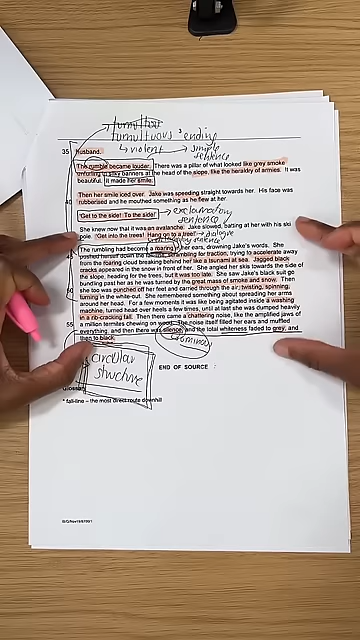 tumultuous
tumultuous ending
↳ violent → simple sentence
35 husband.
The rumble became louder. There was a pillar of what looked like grey smoke
unfurling silky banners at the head of the slope, like the heraldry of armies. It was
beautiful. It made her smile.
Then her smile iced over. Jake was speeding straight towards her. His face was
rubberised and he mouthed something as he flew at her.
'Get to the side! To the side!' → exclamatory sentence
She knew now that it was an avalanche. Jake slowed, batting at her with his ski
pole. 'Get into the trees! Hang on to a tree!' → dialogue
The rumbling had become a roaring in her ears, drowning Jake's words. She
pushed herself down the fall-line, scrambling for traction, trying to accelerate away
from the roaring cloud breaking behind her like a tsunami at sea. Jagged black
cracks appeared in the snow in front of her. She angled her skis towards the side of
the slope, heading for the trees, but it was too late. She saw Jake's black suit go
bundling past her as he was turned by the great mass of smoke and snow. Then
she too was punched off her feet and carried through the air, twisting, spinning,
turning in the white-out. She remembered something about spreading her arms
around her head. For a few moments it was like being agitated inside a washing
machine, turned head over heels a few times, until at last she was dumped heavily
in a rib-cracking fall. Then there came a chattering noise, like the amplified jaws of
55 a million termites chewing on wood. The noise itself filled her ears and muffled
everything, and then there was silence, and the total whiteness faded to grey, and
then to black.
circular structure
END OF SOURCE
Glossary
* fall-line – the most direct route downhill